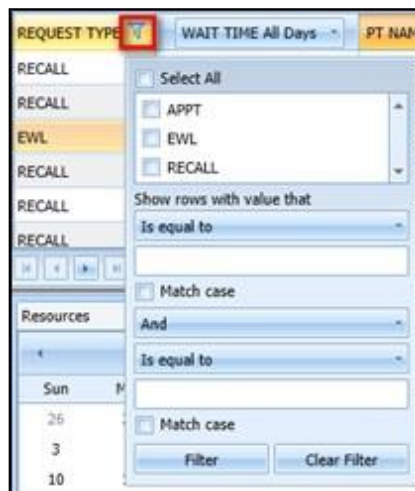 REQUEST TYPE WAIT TIME All Days PT NAM
RECALL
RECALL
EWL
RECALL
RECALL
RECALL
Select All
APPT
EWL
RECALL
Show rows with value that
Is equal to
Match case
And
Is equal to
Match case
Filter Clear Filter
Resources
Sun M
26
3
10